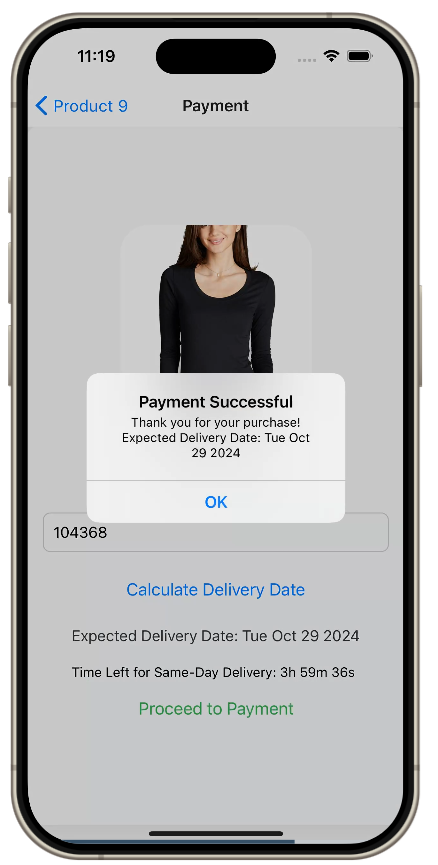 11:19
Product 9
Payment
Payment Successful
Thank you for your purchase!
Expected Delivery Date: Tue Oct
29 2024
OK
104368
Calculate Delivery Date
Expected Delivery Date: Tue Oct 29 2024
Time Left for Same-Day Delivery: 3h 59m 36s
Proceed to Payment